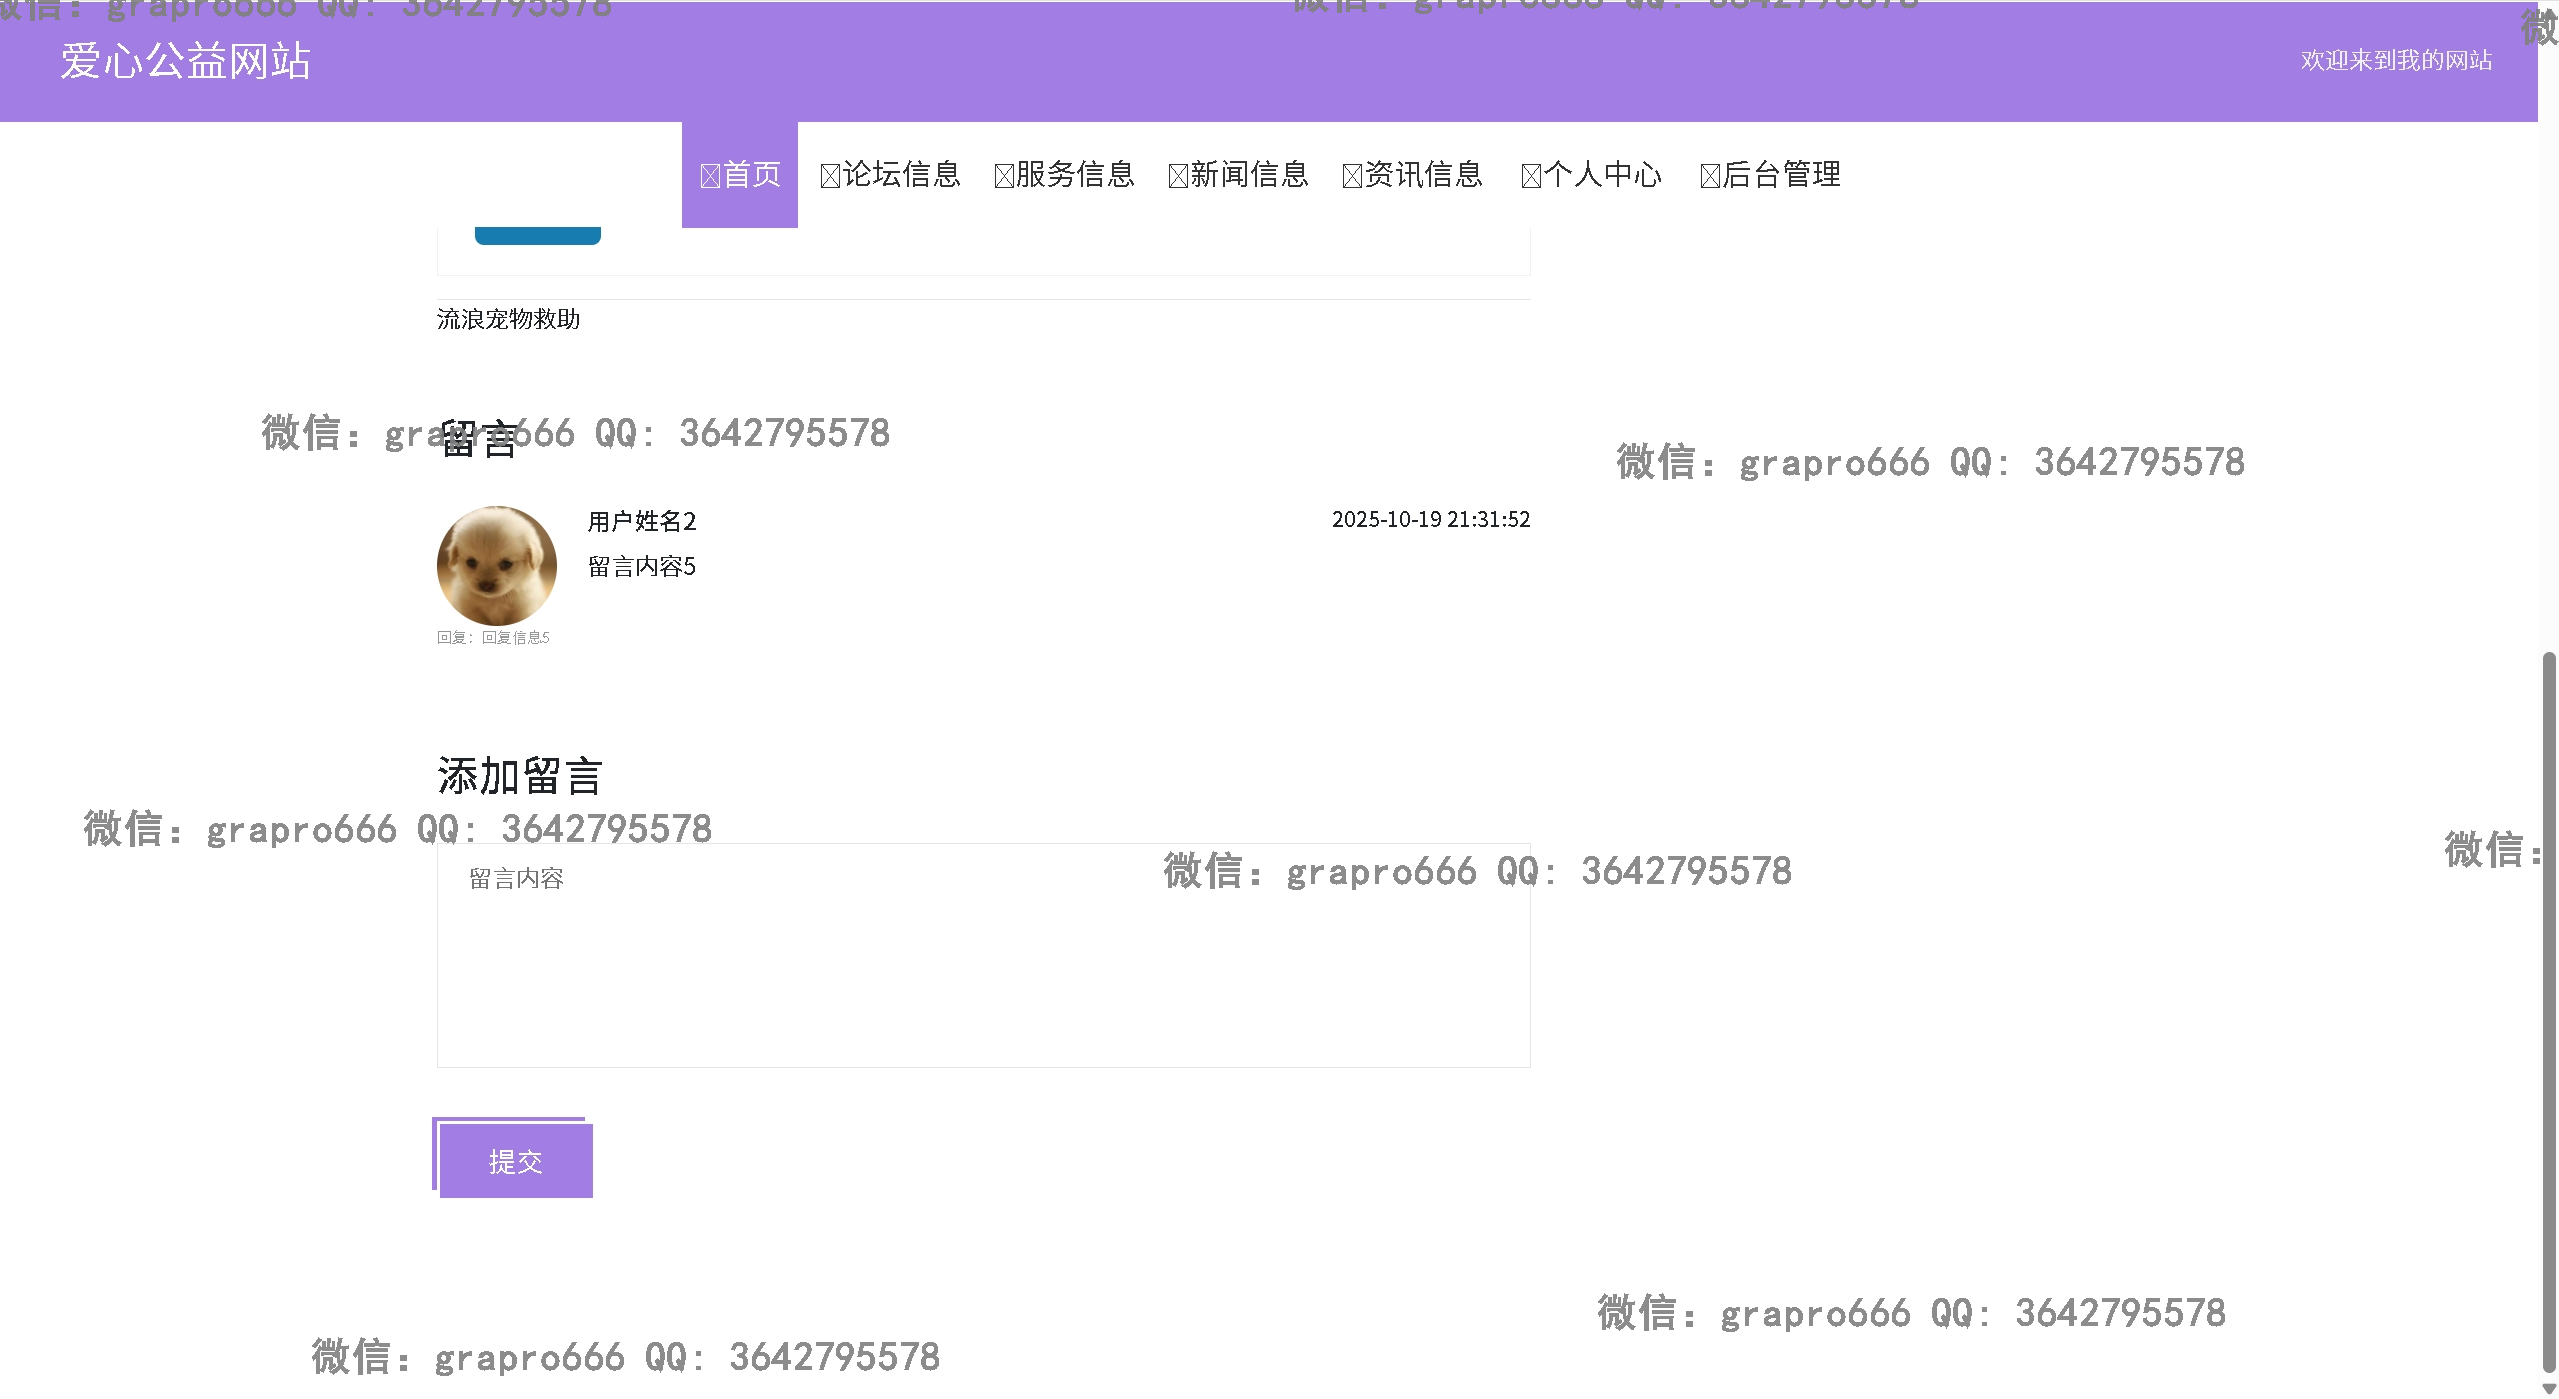 微信: grapro666 QQ: 3642795578
微信: grapro666 QQ: 3642795578
微
爱心公益网站
欢迎来到我的网站
首页 论坛信息 服务信息 新闻信息 资讯信息 个人中心 后台管理
流浪宠物救助
微信: grapro666 QQ: 3642795578
留言
微信: grapro666 QQ: 3642795578
用户姓名2
2025-10-19 21:31:52
留言内容5
回复：回复信息5
添加留言
微信: grapro666 QQ: 3642795578
微信:
留言内容
微信: grapro666 QQ: 3642795578
提交
微信: grapro666 QQ: 3642795578
微信: grapro666 QQ: 3642795578